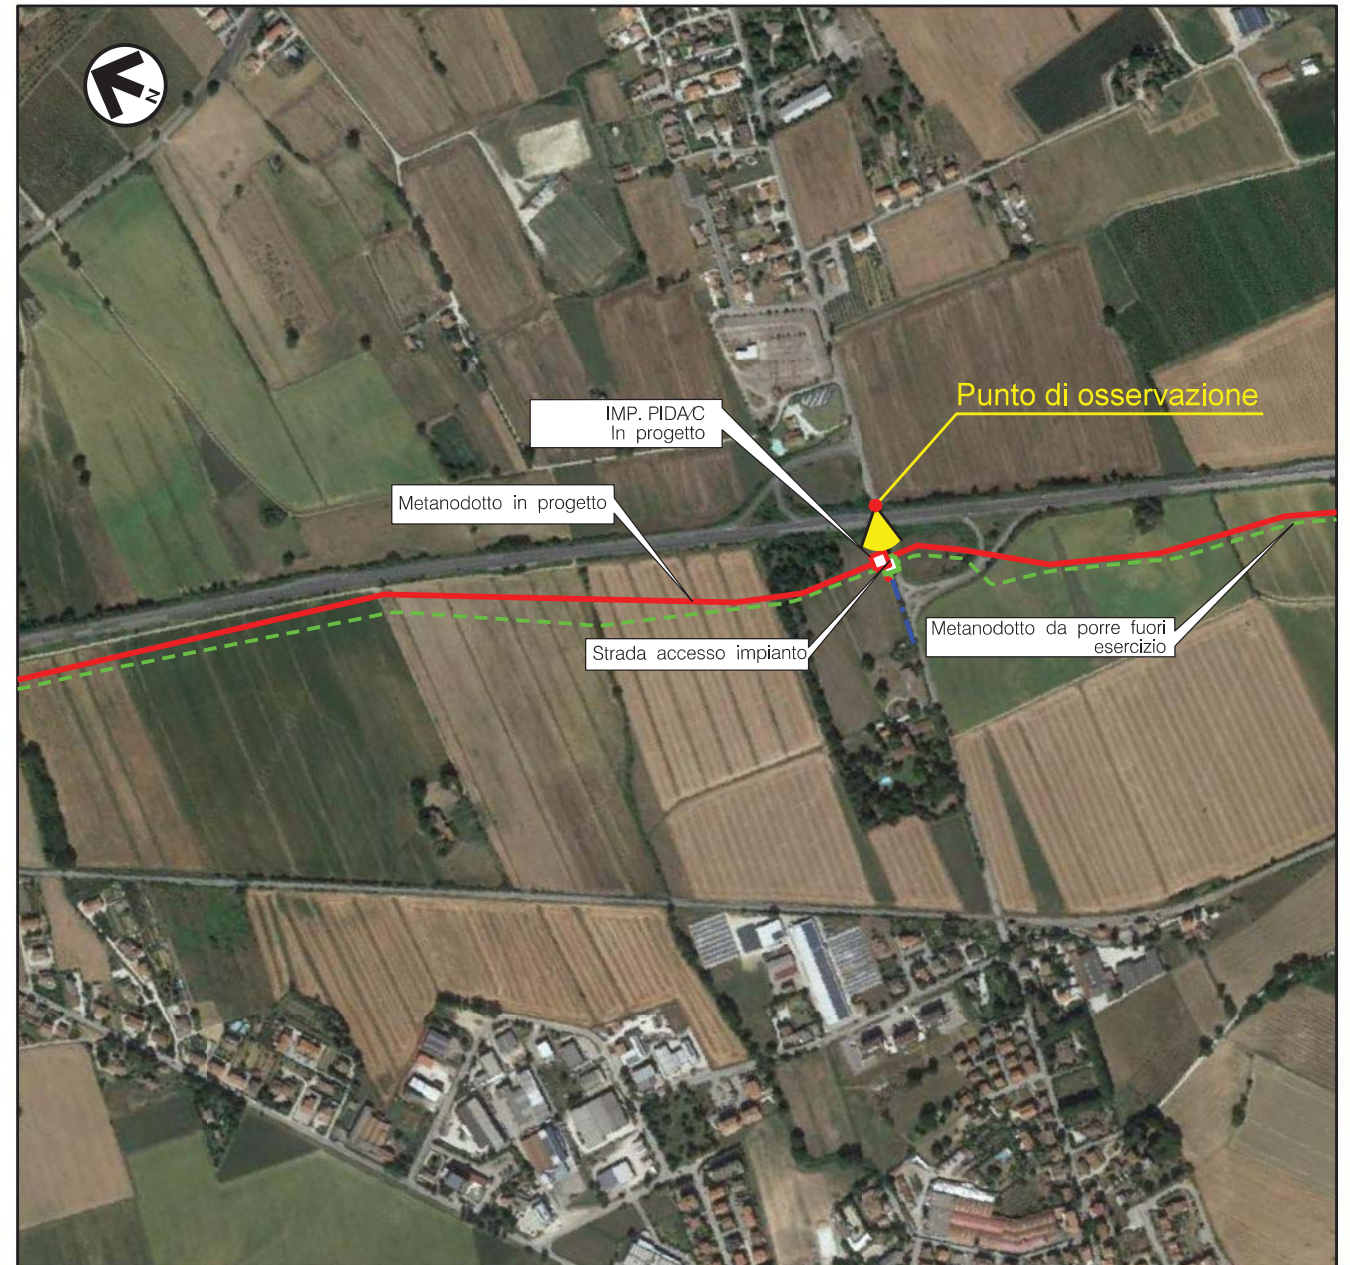 N
Punto di osservazione
IMP. PIDA/C
In progetto
Metanodotto in progetto
Metanodotto da porre fuori
esercizio
Strada accesso impianto